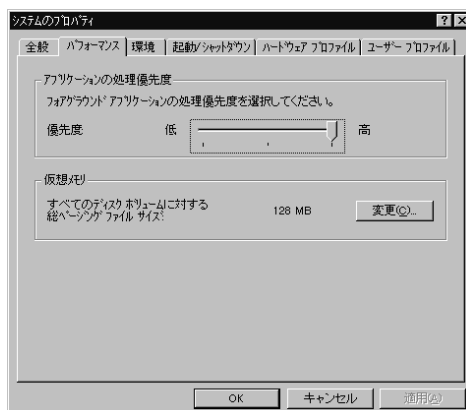 システムのプロパティ
全般 パフォーマンス 環境 起動/シャットダウン ハードウェア プロファイル ユーザー プロファイル
アプリケーションの処理優先度
フォアグラウンド アプリケーションの処理優先度を選択してください。
優先度: 低 高
仮想メモリ
すべてのディスク ボリュームに対する
総ページング ファイル サイズ: 128 MB 変更(C)...
OK キャンセル 適用(A)